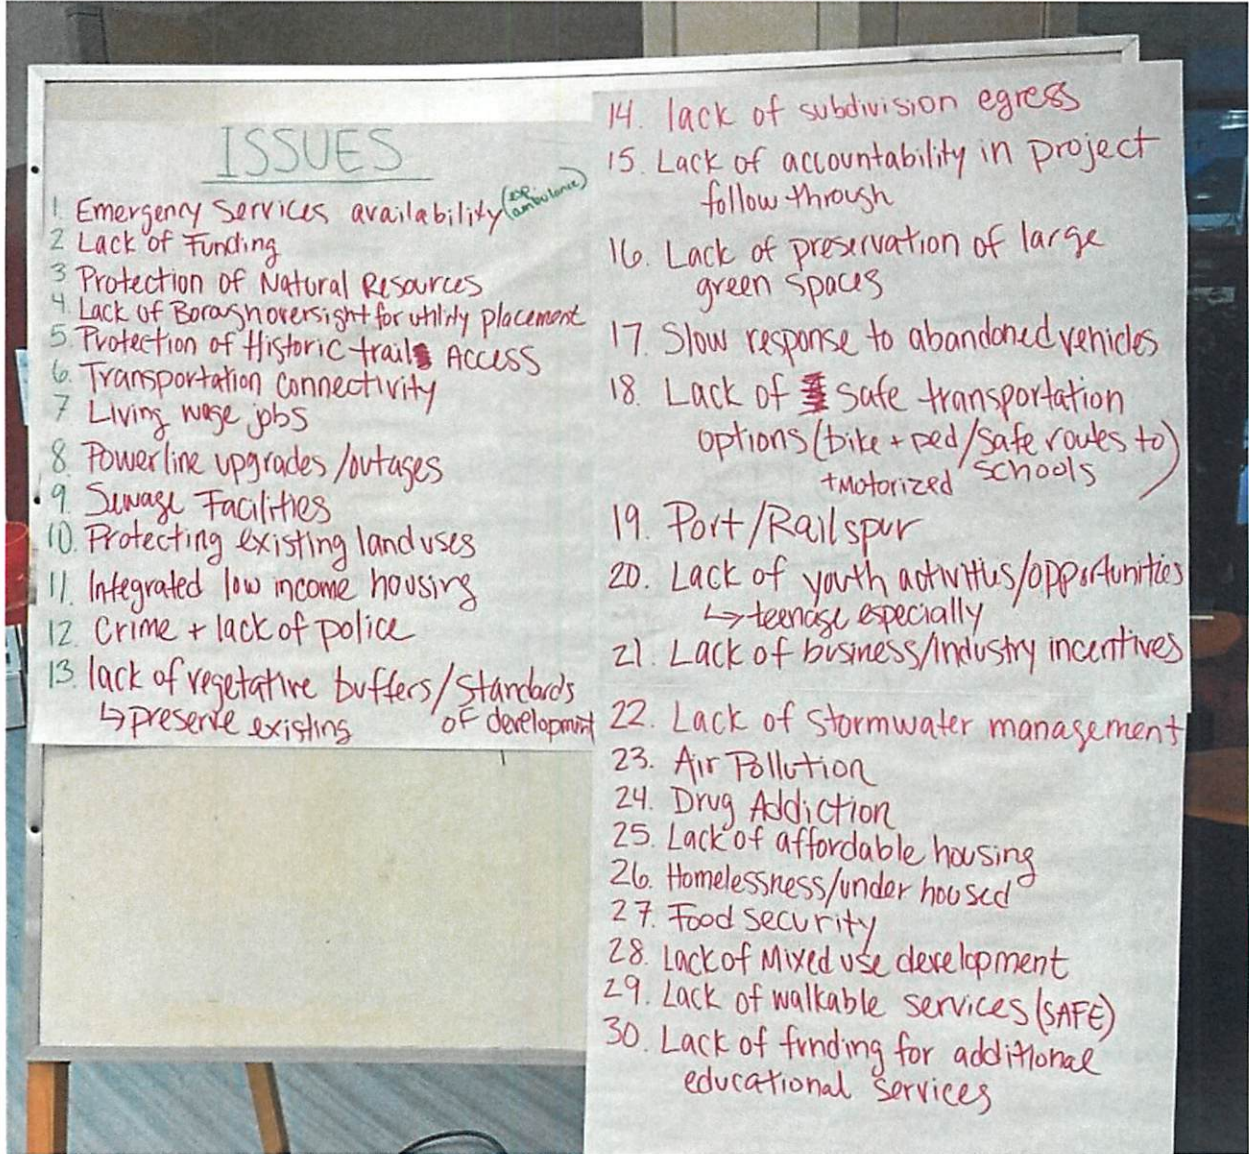 ISSUES
1. Emergency Services availability (esp. ambulance)
2 Lack of Funding
3 Protection of Natural Resources
4. Lack of Borough oversight for utility placement
5. Protection of Historic trail Access
6. Transportation Connectivity
7 Living wage jobs
8 Powerline upgrades/outages
9. Sewage Facilities
10. Protecting existing land uses
11. Integrated low income housing
12. Crime + lack of police
13. lack of vegetative buffers/Standards
↳ preserve existing of development
14. lack of subdivision egress
15. Lack of accountability in project
follow through
16. Lack of preservation of large
green spaces
17. Slow response to abandoned vehicles
18. Lack of safe transportation
options (bike + ped/safe routes to)
+Motorized schools
19. Port/Rail spur
20. Lack of youth activities/opportunities
↳ teenage especially
21. Lack of business/industry incentives
22. Lack of Stormwater management
23. Air Pollution
24. Drug Addiction
25. Lack of affordable housing
26. Homelessness/under housed
27. Food security
28. Lack of Mixed use development
29. Lack of walkable services (SAFE)
30. Lack of funding for additional
educational services